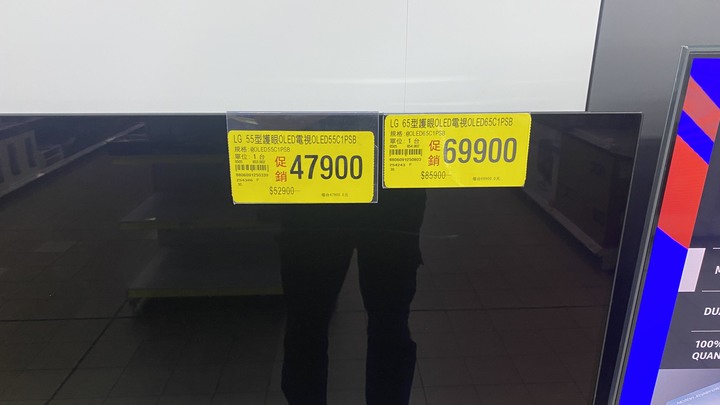 LG 55型護眼OLED電視OLED55C1PSB
規格:@OLED55C1PSB
單位:1 台
促銷
47900
$52900
LG 65型護眼OLED電視OLED65C1PSB
規格:@OLED65C1PSB
單位:1 台
促銷
69900
$85900
M
DU
100%
QUAN